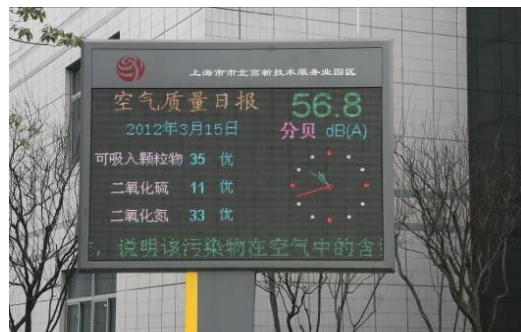 上海市市北高新技术服务业园区
空气质量日报 56.8
2012年3月15日 分贝 dB(A)
可吸入颗粒物 35 优
二氧化硫 11 优
二氧化氮 33 优
，说明该污染物在空气中的含